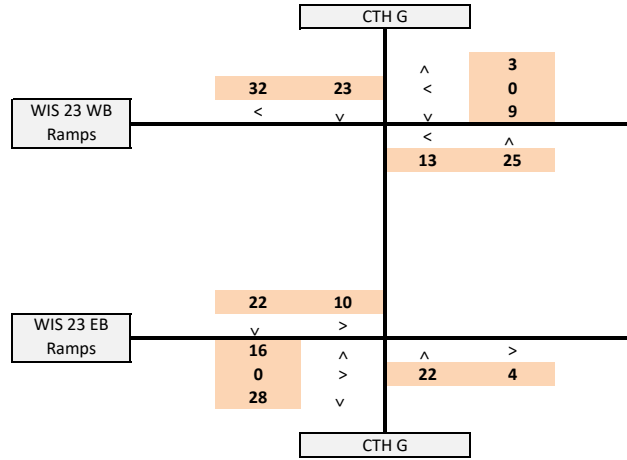 CTH G
^ 3
32 23 < 0
WIS 23 WB < v v 9
Ramps < ^
13 25
22 10
WIS 23 EB v >
Ramps 16 ^ ^ >
0 > 22 4
28 v
CTH G